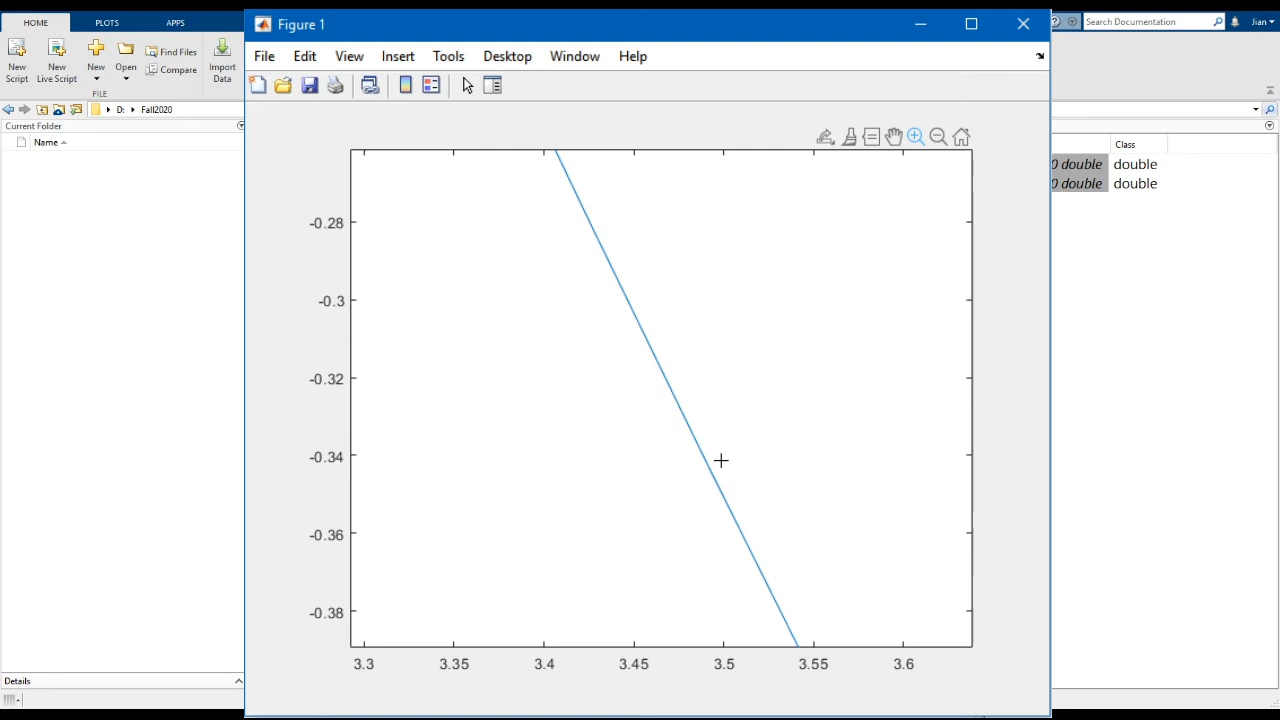 HOME PLOTS APPS
Figure 1
Search Documentation Jian
File Edit View Insert Tools Desktop Window Help
New Script
New Live Script
New
Open
Find Files
Compare
Import Data
FILE
D: Fall2020
Current Folder
Name
Class
0 double double
0 double double
-0.28
-0.3
-0.32
-0.34
-0.36
-0.38
3.3 3.35 3.4 3.45 3.5 3.55 3.6
Details